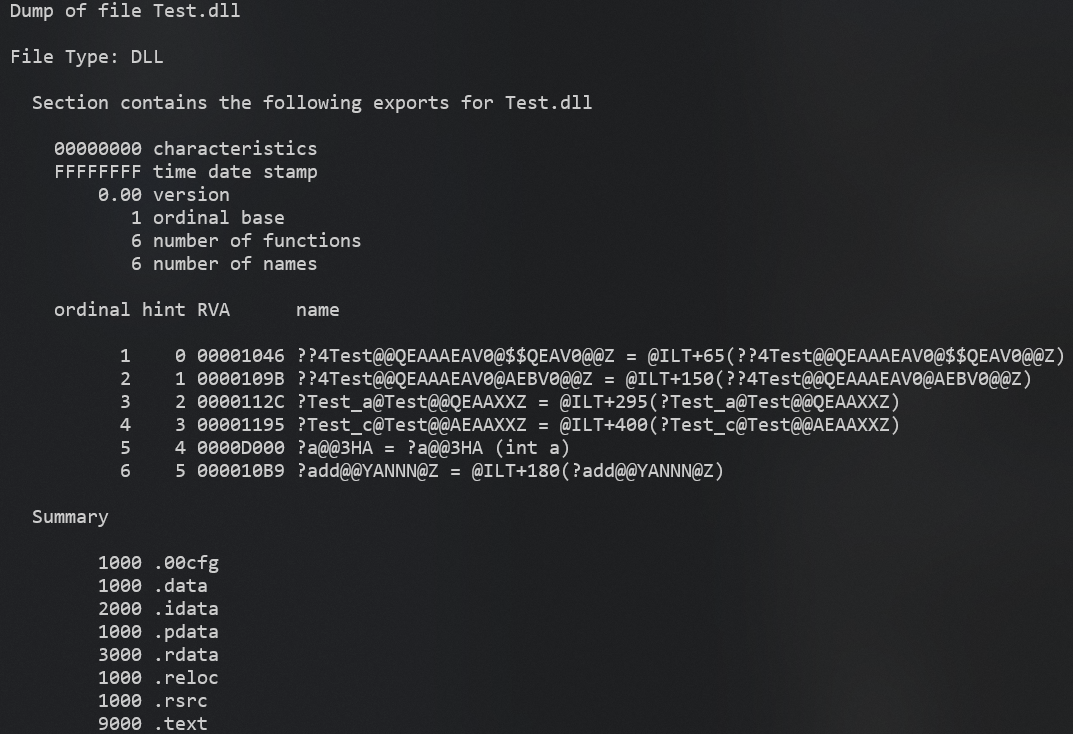 Dump of file Test.dll
File Type: DLL
Section contains the following exports for Test.dll
00000000 characteristics
FFFFFFFF time date stamp
0.00 version
1 ordinal base
6 number of functions
6 number of names
ordinal hint RVA name
1 0 00001046 ??4Test@@QEAAAEAV0@$$QEAV0@@Z = @ILT+65(??4Test@@QEAAAEAV0@$$QEAV0@@Z)
2 1 0000109B ??4Test@@QEAAAEAV0@AEBV0@@Z = @ILT+150(??4Test@@QEAAAEAV0@AEBV0@@Z)
3 2 0000112C ?Test_a@Test@@QEAAXXZ = @ILT+295(?Test_a@Test@@QEAAXXZ)
4 3 00001195 ?Test_c@Test@@AEAAXXZ = @ILT+400(?Test_c@Test@@AEAAXXZ)
5 4 0000D000 ?a@@3HA = ?a@@3HA (int a)
6 5 000010B9 ?add@@YANNN@Z = @ILT+180(?add@@YANNN@Z)
Summary
1000 .00cfg
1000 .data
2000 .idata
1000 .pdata
3000 .rdata
1000 .reloc
1000 .rsrc
9000 .text